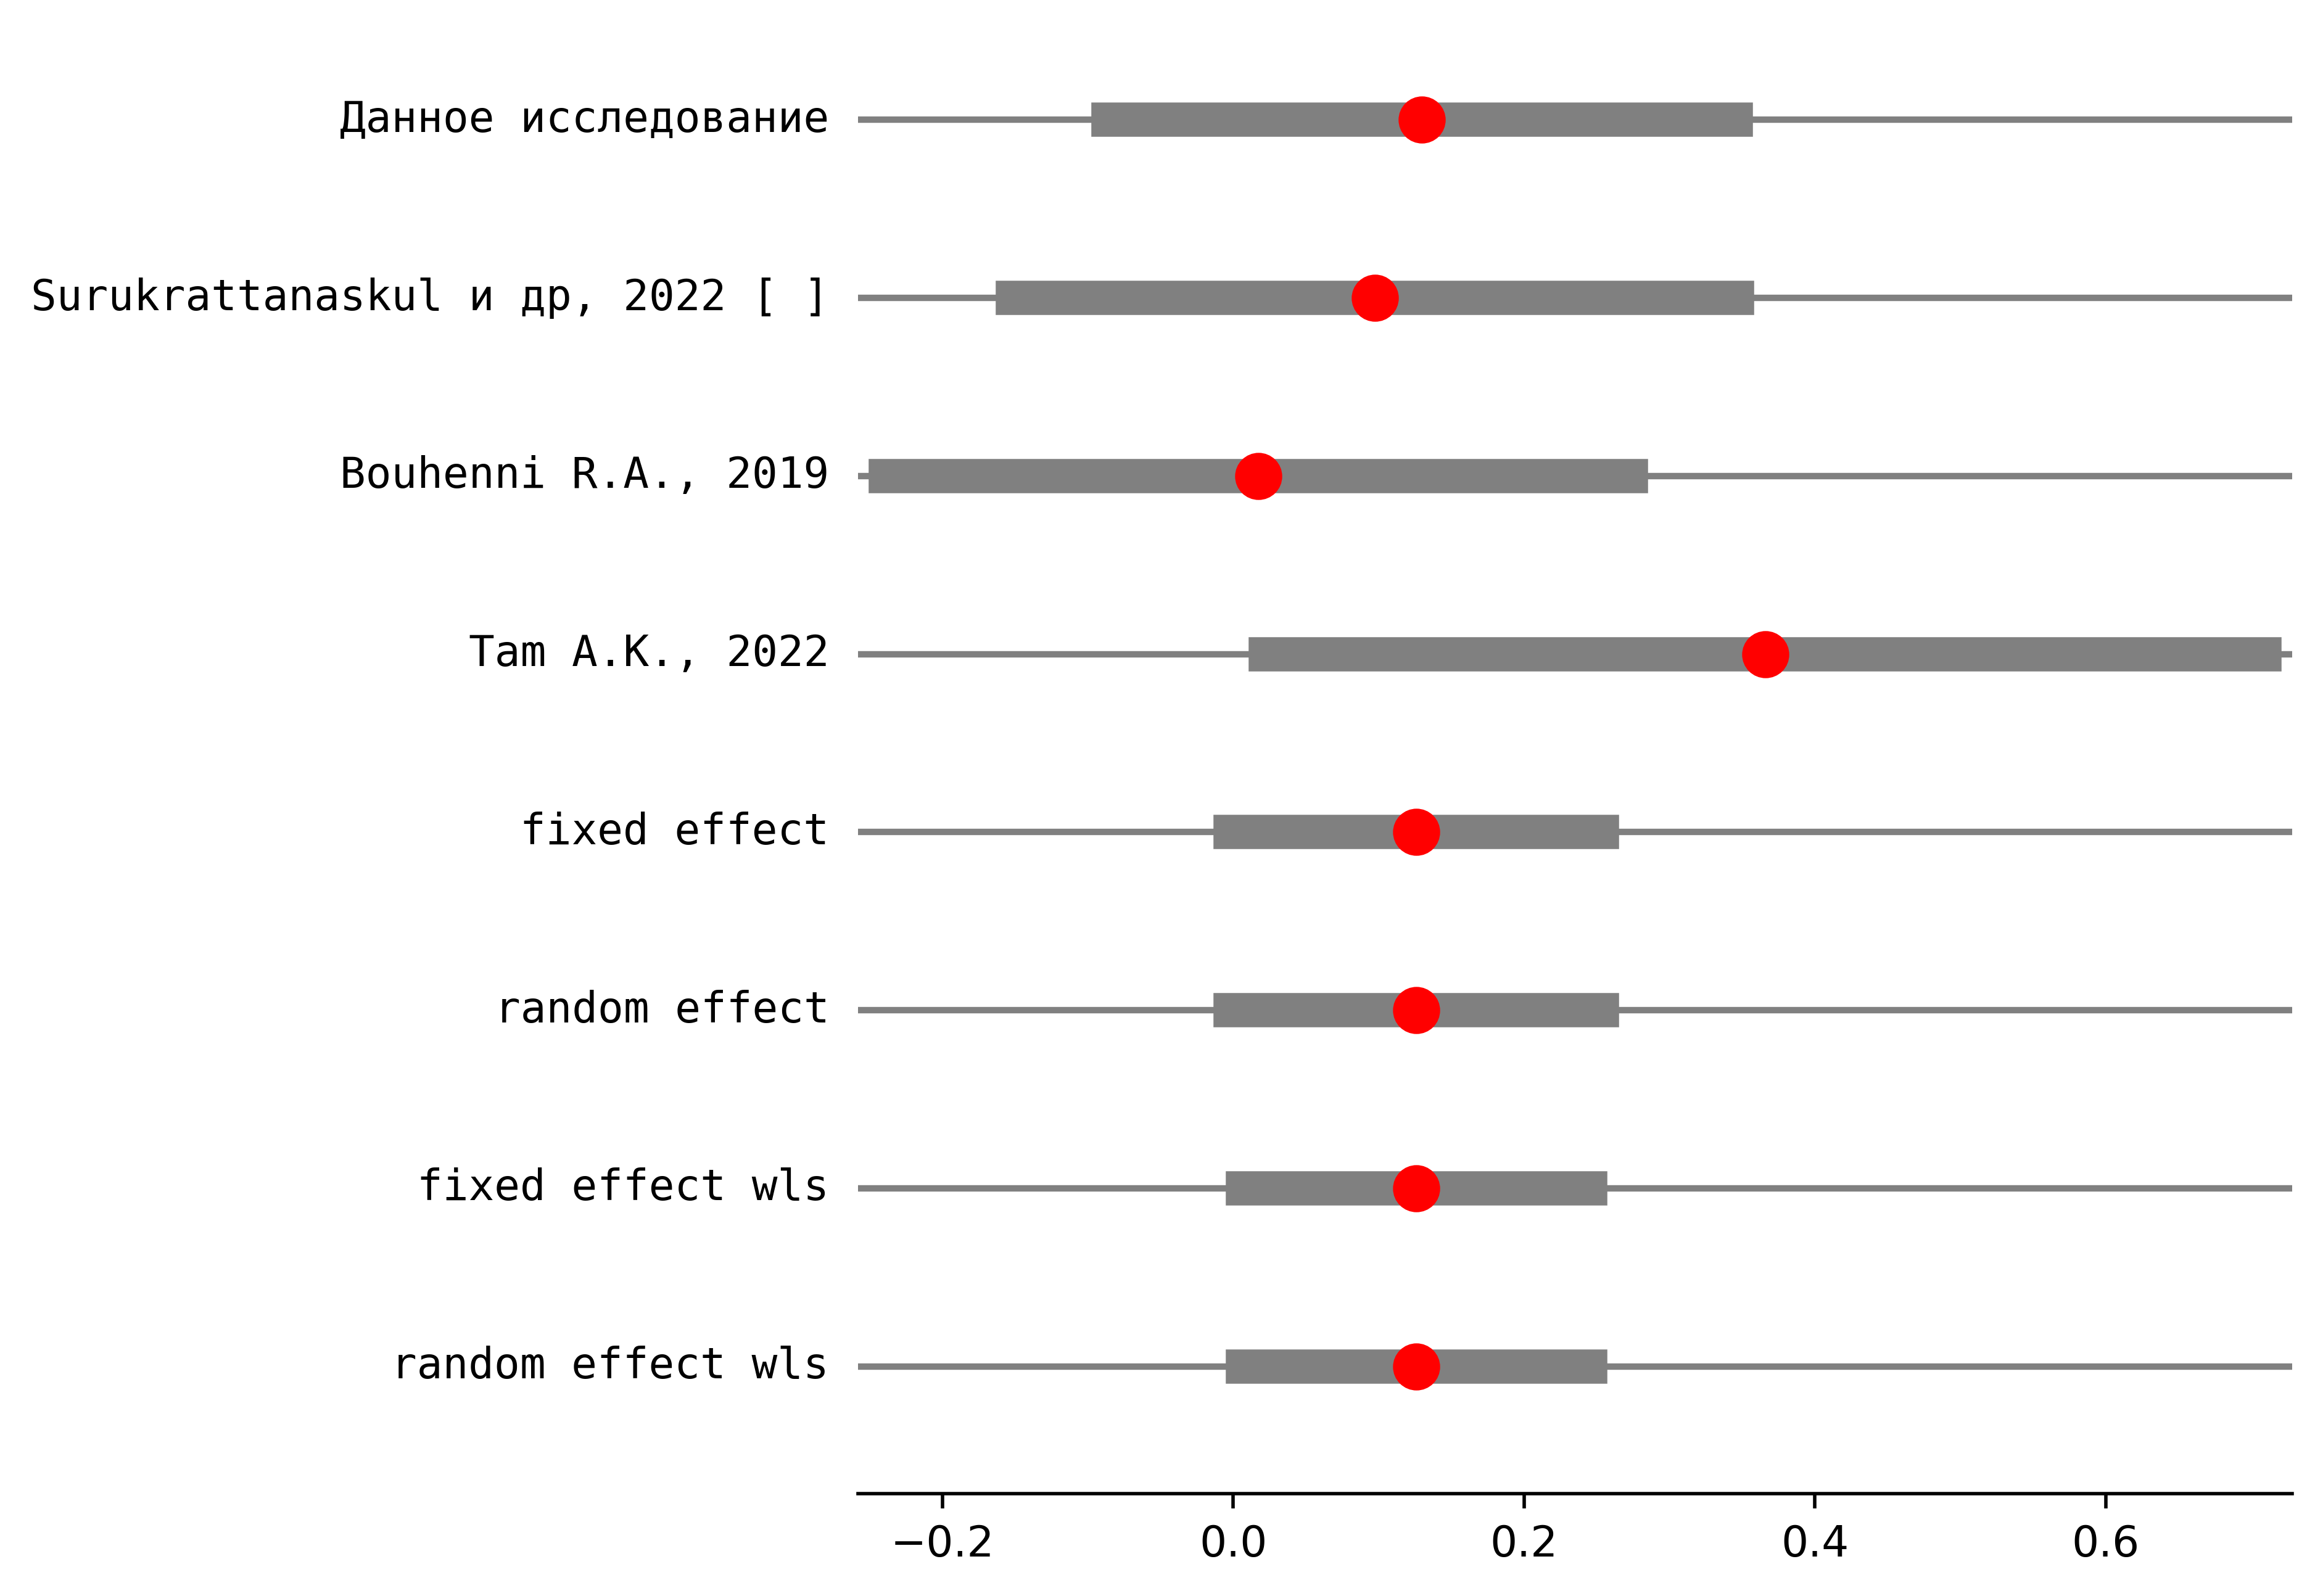 Данное исследование
Surukrattanaskul и др, 2022 [ ]
Bouhenni R.A., 2019
Tam A.K., 2022
fixed effect
random effect
fixed effect wls
random effect wls
−0.2 0.0 0.2 0.4 0.6